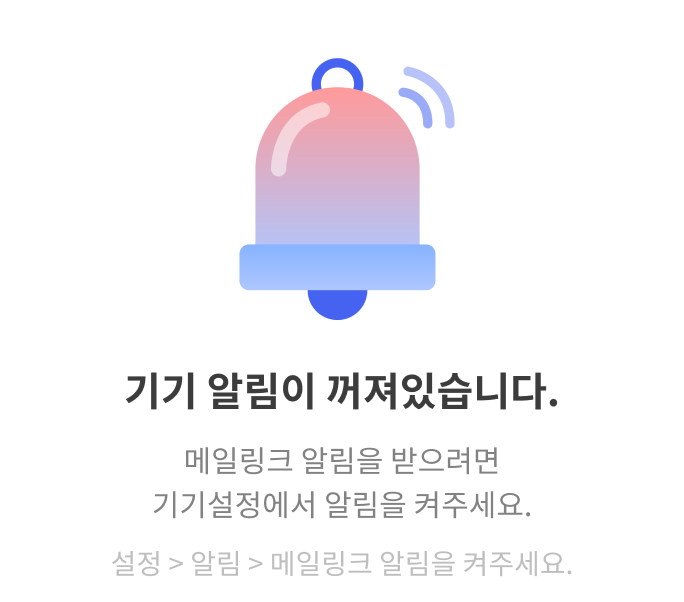 기기 알림이 꺼져있습니다.
메일링크 알림을 받으려면
기기설정에서 알림을 켜주세요.
설정 > 알림 > 메일링크 알림을 켜주세요.